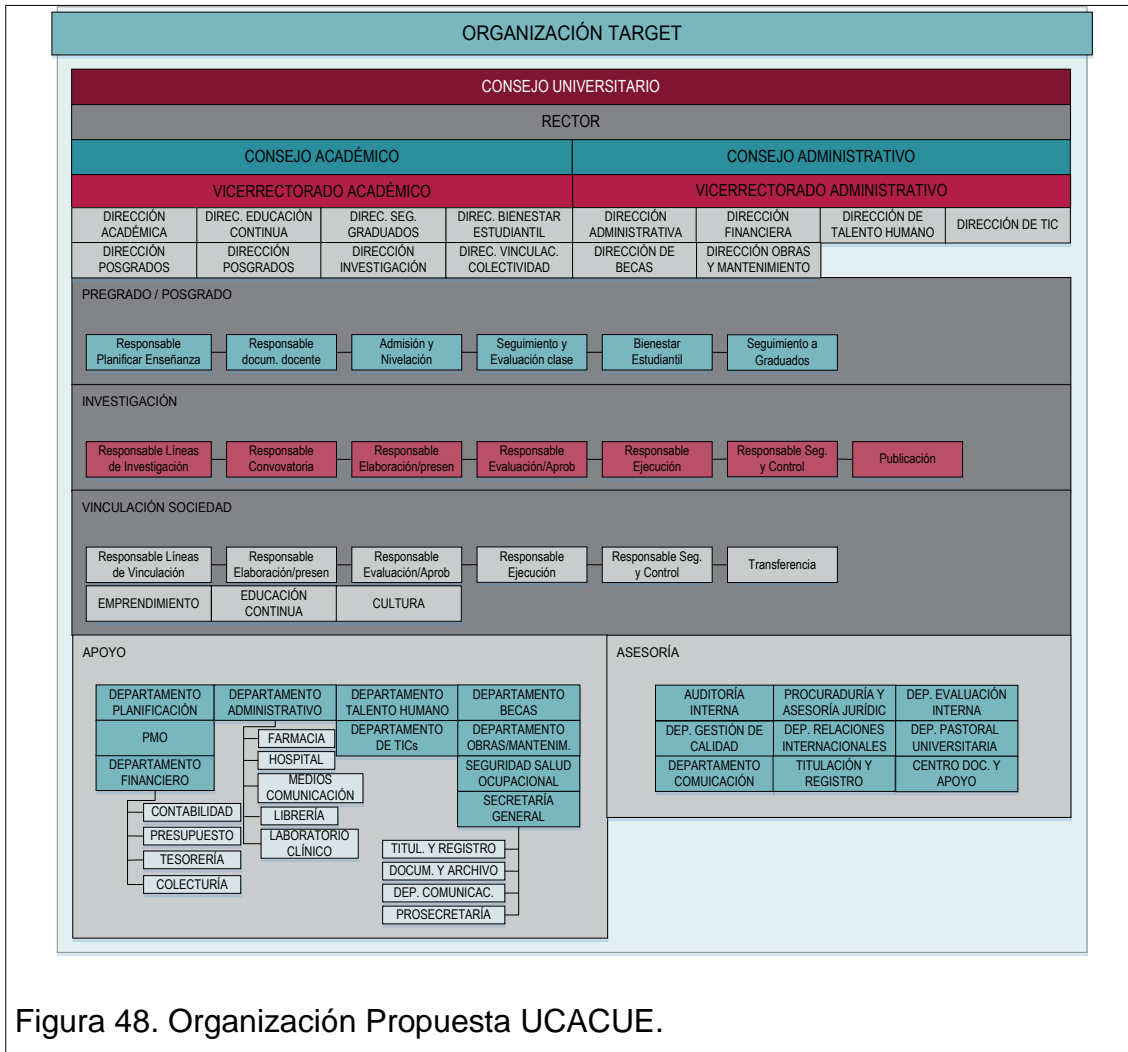 ORGANIZACIÓN TARGET
CONSEJO UNIVERSITARIO
RECTOR
CONSEJO ACADÉMICO
CONSEJO ADMINISTRATIVO
VICERRECTORADO ACADÉMICO
VICERRECTORADO ADMINISTRATIVO
DIRECCIÓN
ACADÉMICA
DIREC. EDUCACIÓN
CONTINUA
DIREC. SEG.
GRADUADOS
DIREC. BIENESTAR
ESTUDIANTIL
DIRECCIÓN
ADMINISTRATIVA
DIRECCIÓN
FINANCIERA
DIRECCIÓN DE
TALENTO HUMANO
DIRECCIÓN DE TIC
DIRECCIÓN
POSGRADOS
DIRECCIÓN
POSGRADOS
DIRECCIÓN
INVESTIGACIÓN
DIREC. VINCULAC.
COLECTIVIDAD
DIRECCIÓN DE
BECAS
DIRECCIÓN OBRAS
Y MANTENIMIENTO
PREGRADO / POSGRADO
Responsable
Planificar Enseñanza
Responsable
docum. docente
Admisión y
Nivelación
Seguimiento y
Evaluación clase
Bienestar
Estudiantil
Seguimiento a
Graduados
INVESTIGACIÓN
Responsable Líneas
de Investigación
Responsable
Convocatoria
Responsable
Elaboración/presen
Responsable
Evaluación/Aprob
Responsable
Ejecución
Responsable Seg.
y Control
Publicación
VINCULACIÓN SOCIEDAD
Responsable Líneas
de Vinculación
Responsable
Elaboración/presen
Responsable
Evaluación/Aprob
Responsable
Ejecución
Responsable Seg.
y Control
Transferencia
EMPRENDIMIENTO
EDUCACIÓN
CONTINUA
CULTURA
APOYO
DEPARTAMENTO
PLANIFICACIÓN
PMO
DEPARTAMENTO
FINANCIERO
CONTABILIDAD
PRESUPUESTO
TESORERÍA
COLECTURÍA
DEPARTAMENTO
ADMINISTRATIVO
FARMACIA
HOSPITAL
MEDIOS
COMUNICACIÓN
LIBRERÍA
LABORATORIO
CLÍNICO
DEPARTAMENTO
TALENTO HUMANO
DEPARTAMENTO
DE TICs
DEPARTAMENTO
BECAS
DEPARTAMENTO
OBRAS/MANTENIM.
SEGURIDAD SALUD
OCUPACIONAL
SECRETARÍA
GENERAL
TITUL. Y REGISTRO
DOCUM. Y ARCHIVO
DEP. COMUNICAC.
PROSECRETARÍA
ASESORÍA
AUDITORÍA
INTERNA
PROCURADURÍA Y
ASESORÍA JURÍDIC
DEP. EVALUACIÓN
INTERNA
DEP. GESTIÓN DE
CALIDAD
DEP. RELACIONES
INTERNACIONALES
DEP. PASTORAL
UNIVERSITARIA
DEPARTAMENTO
COMUICACIÓN
TITULACIÓN Y
REGISTRO
CENTRO DOC. Y
APOYO
Figura 48. Organización Propuesta UCACUE.